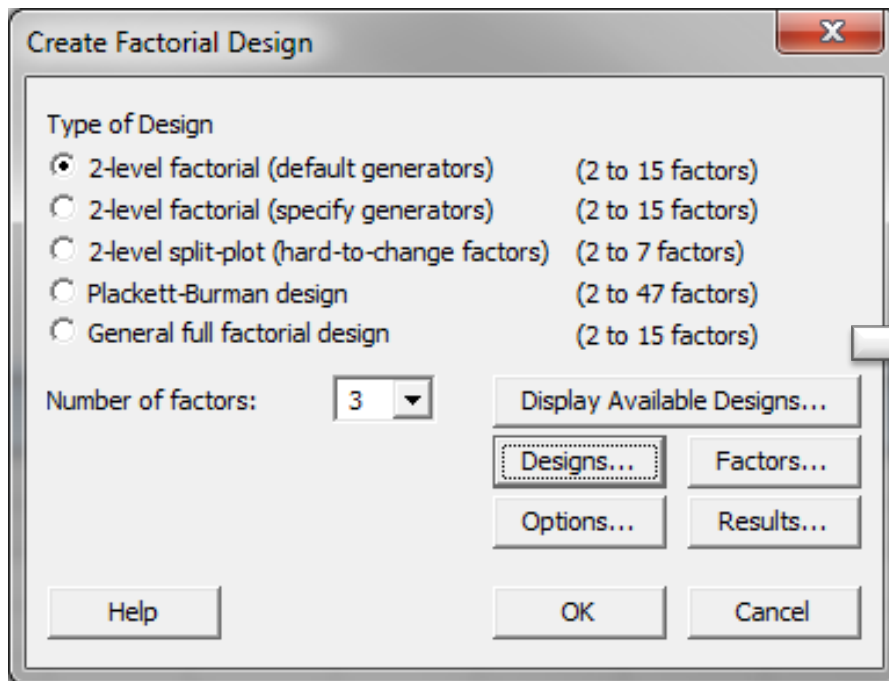 Create Factorial Design
Type of Design
2-level factorial (default generators) (2 to 15 factors)
2-level factorial (specify generators) (2 to 15 factors)
2-level split-plot (hard-to-change factors) (2 to 7 factors)
Plackett-Burman design (2 to 47 factors)
General full factorial design (2 to 15 factors)
Number of factors: 3 Display Available Designs...
Designs... Factors...
Options... Results...
Help OK Cancel